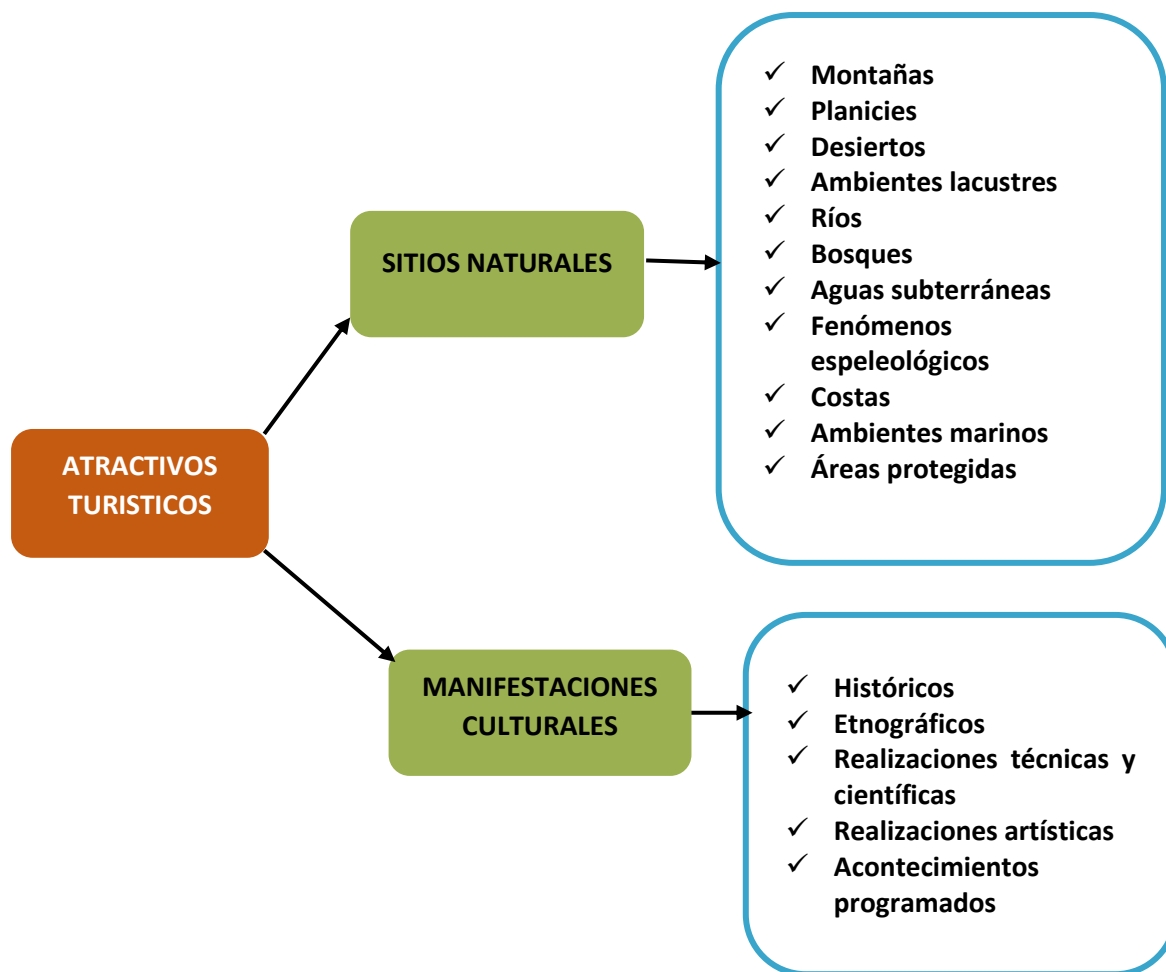 ATRACTIVOS
TURISTICOS
SITIOS NATURALES
✓ Montañas
✓ Planicies
✓ Desiertos
✓ Ambientes lacustres
✓ Ríos
✓ Bosques
✓ Aguas subterráneas
✓ Fenómenos
espeleológicos
✓ Costas
✓ Ambientes marinos
✓ Áreas protegidas
MANIFESTACIONES
CULTURALES
✓ Históricos
✓ Etnográficos
✓ Realizaciones técnicas y
científicas
✓ Realizaciones artísticas
✓ Acontecimientos
programados